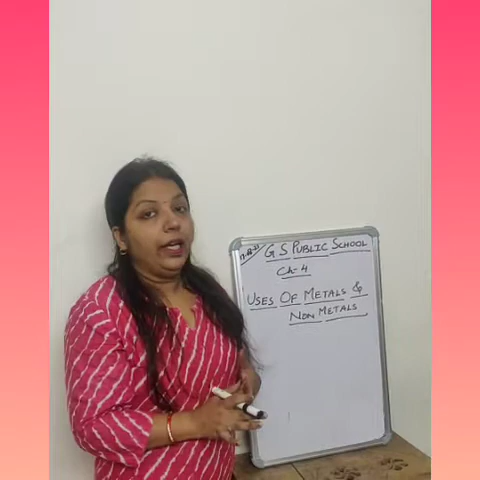 G S PUBLIC SCHOOL
Ch-4
USES OF METALS &
NON METALS